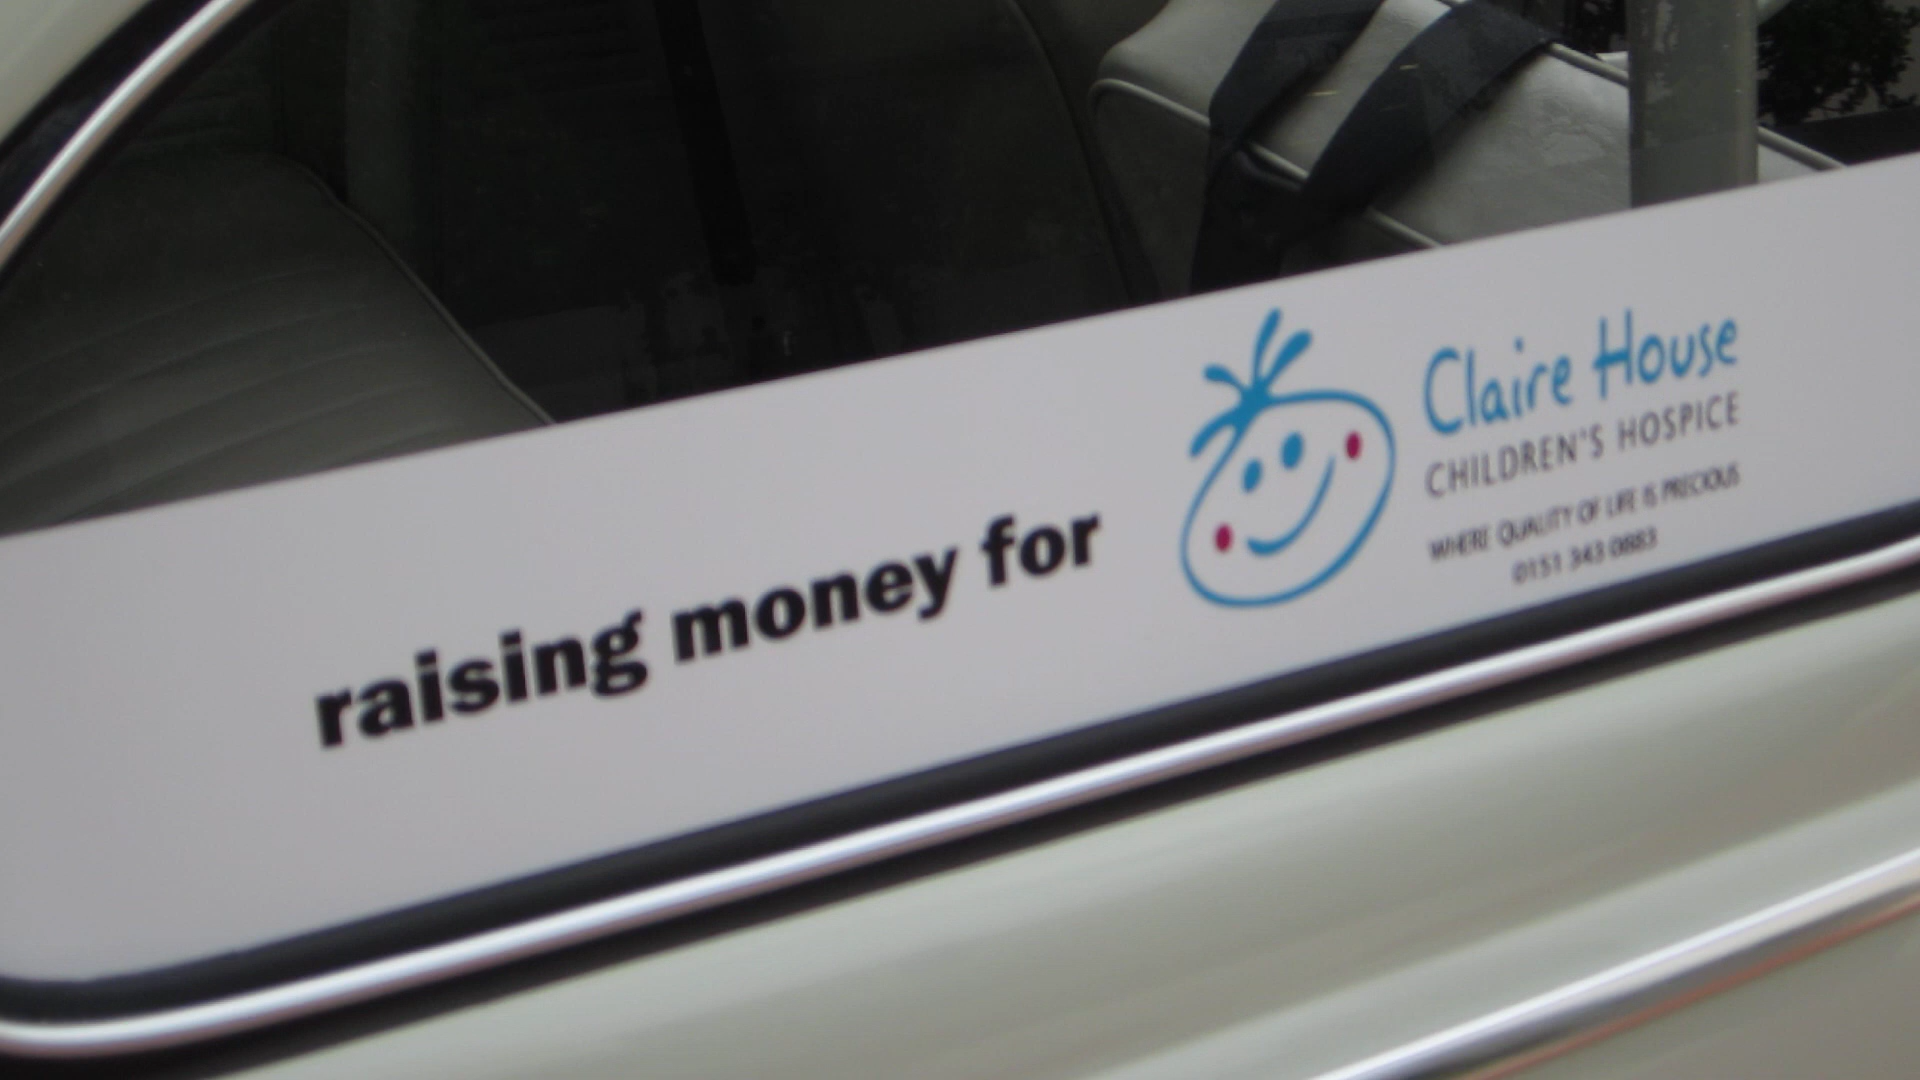 raising money for
Claire House
CHILDREN'S HOSPICE
WHERE QUALITY OF LIFE IS PRECIOUS
0151 343 0883